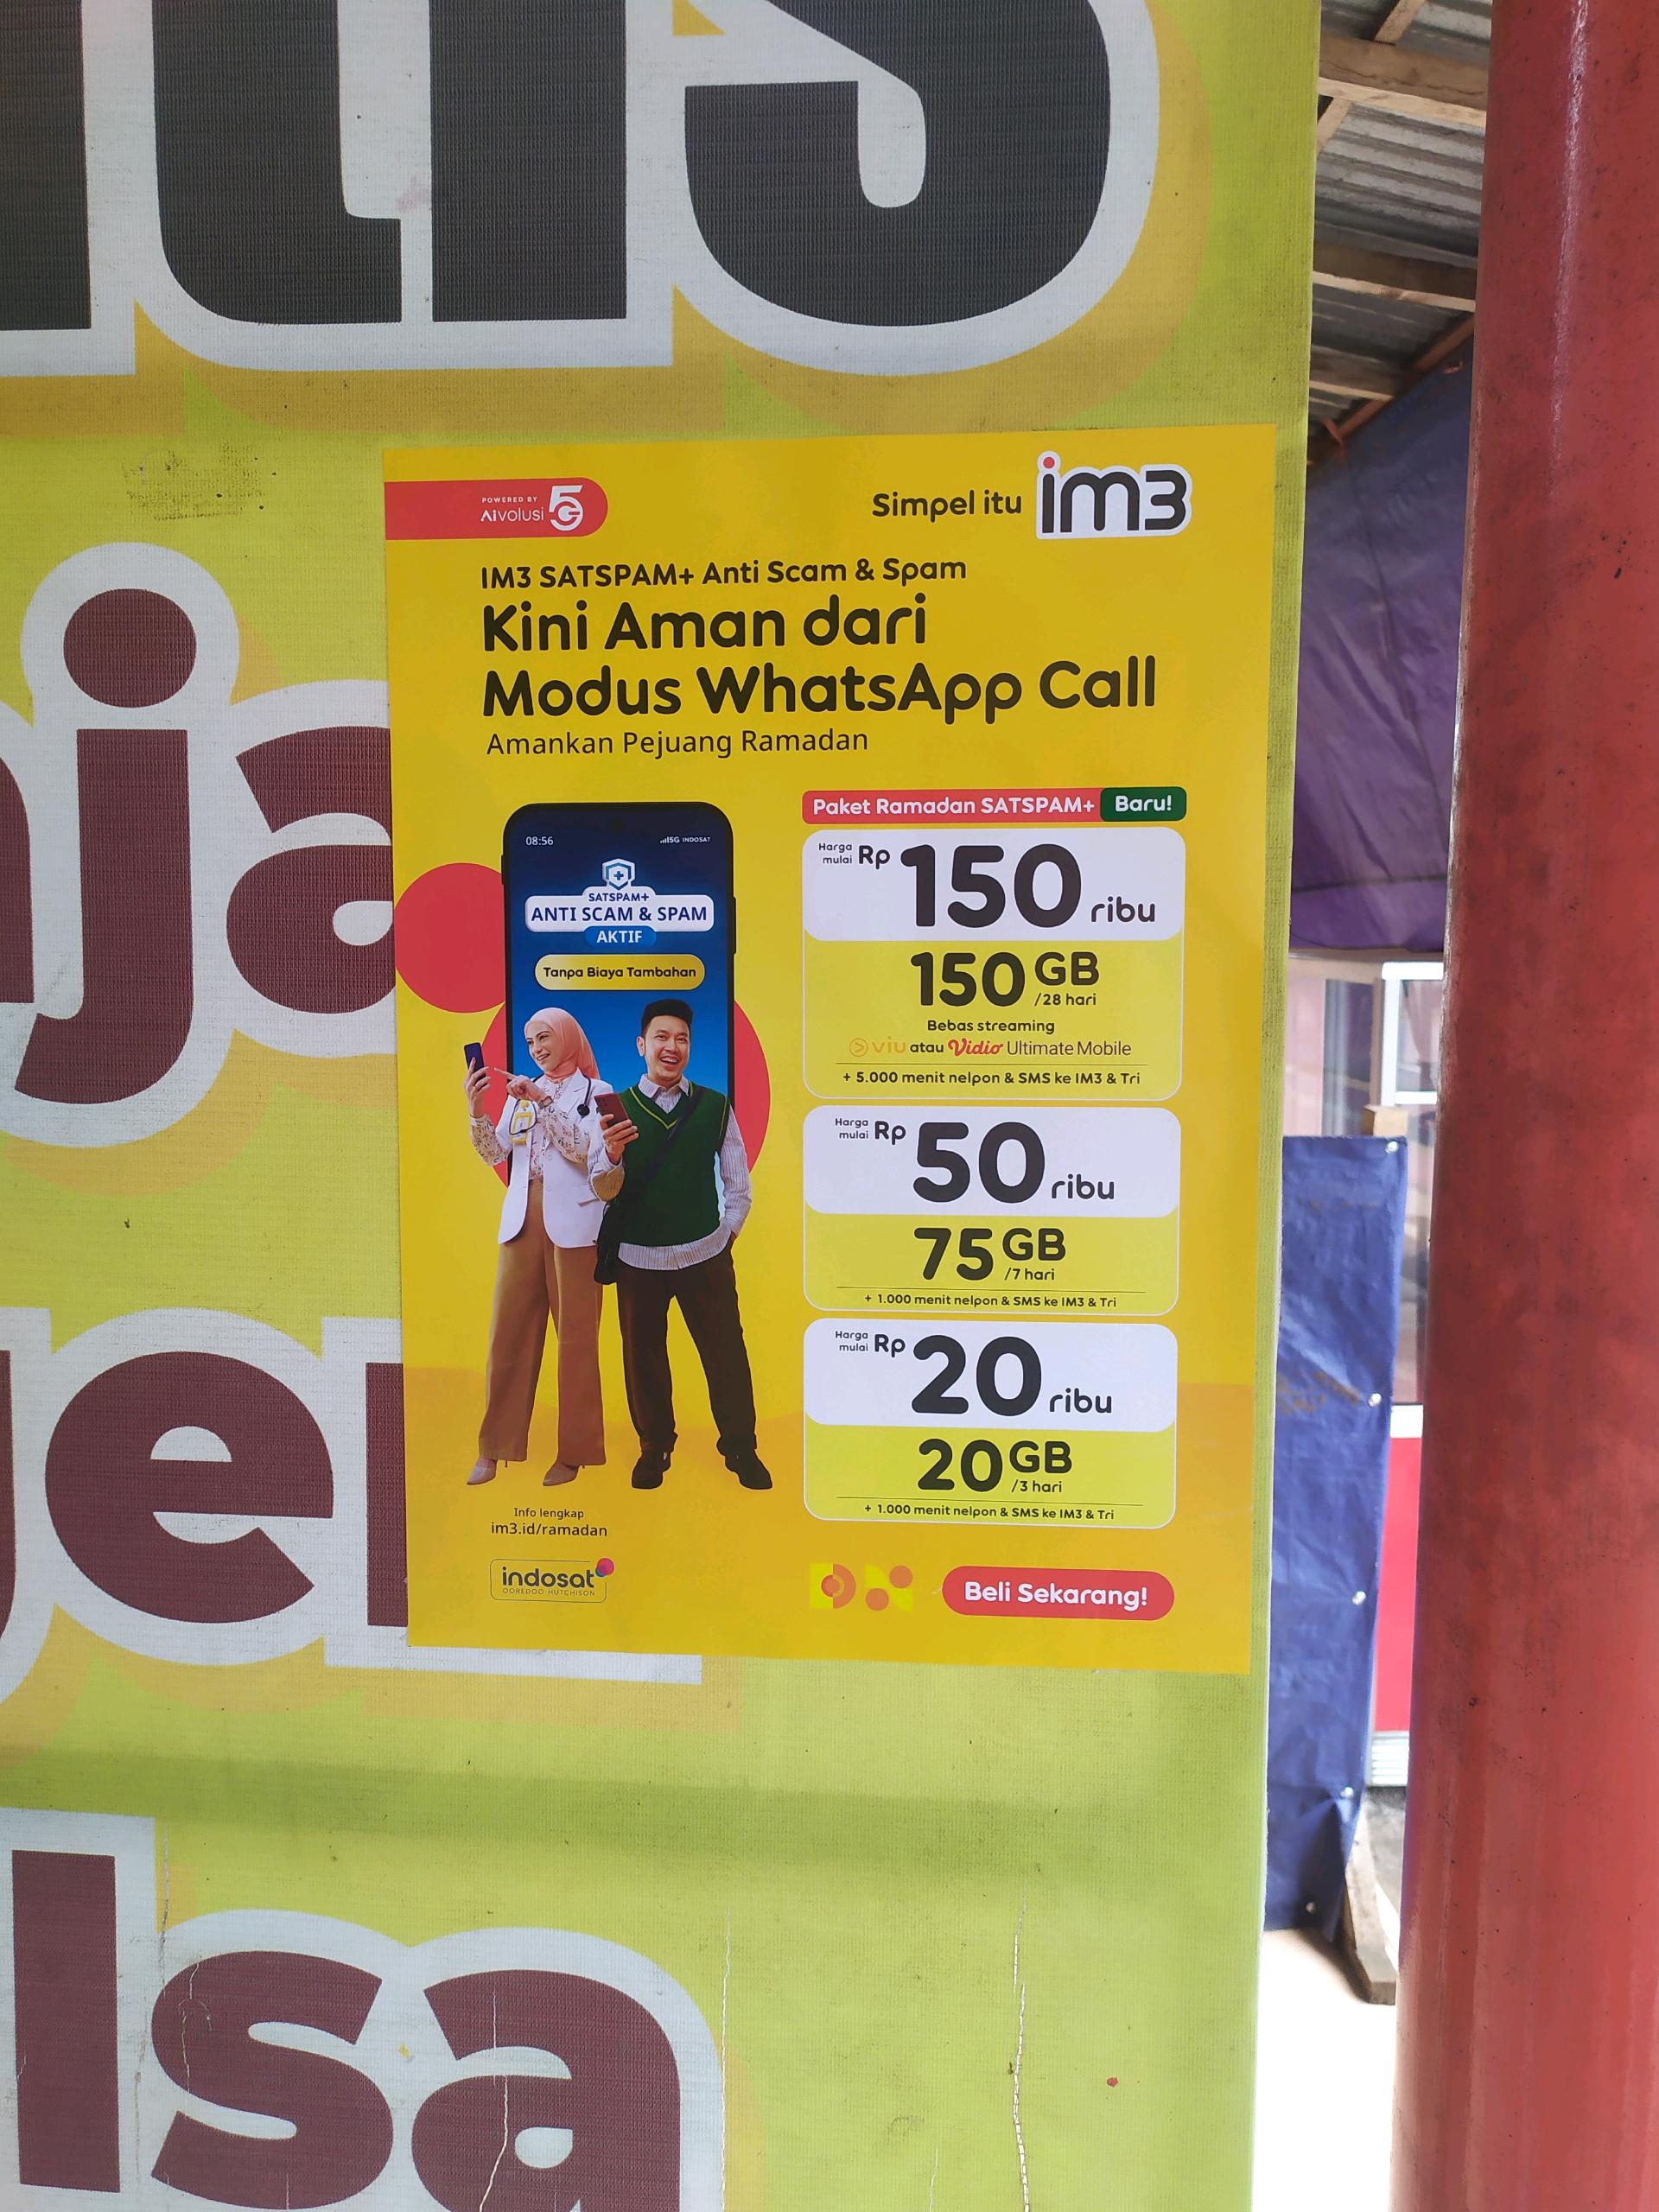 POWERED BY
Aivolusi 5G
Simpel itu im3
IM3 SATSPAM+ Anti Scam & Spam
Kini Aman dari
Modus WhatsApp Call
Amankan Pejuang Ramadan
08:56
5G INDOSAT
SATSPAM+
ANTI SCAM & SPAM
AKTIF
Tanpa Biaya Tambahan
Paket Ramadan SATSPAM+ Baru!
Harga mulai Rp 150 ribu
150 GB /28 hari
Bebas streaming
viu atau Vidio Ultimate Mobile
+ 5.000 menit nelpon & SMS ke IM3 & Tri
Harga mulai Rp 50 ribu
75 GB /7 hari
+ 1.000 menit nelpon & SMS ke IM3 & Tri
Harga mulai Rp 20 ribu
20 GB /3 hari
+ 1.000 menit nelpon & SMS ke IM3 & Tri
Info lengkap
im3.id/ramadan
indosat
OOREDOO HUTCHISON
Beli Sekarang!